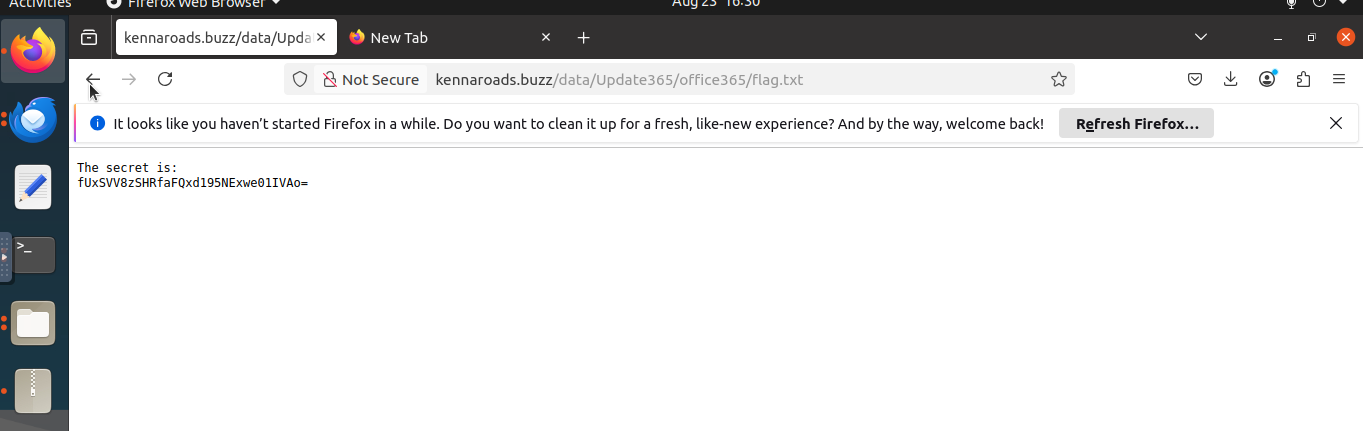 Activities Firefox Web Browser Aug 23 16:30
kennaroads.buzz/data/Upda New Tab
Not Secure kennaroads.buzz/data/Update365/office365/flag.txt
It looks like you haven’t started Firefox in a while. Do you want to clean it up for a fresh, like-new experience? And by the way, welcome back! Refresh Firefox...
The secret is:
fUxSVV8zSHRfaFQxd195NExwe01IVAo=
>_